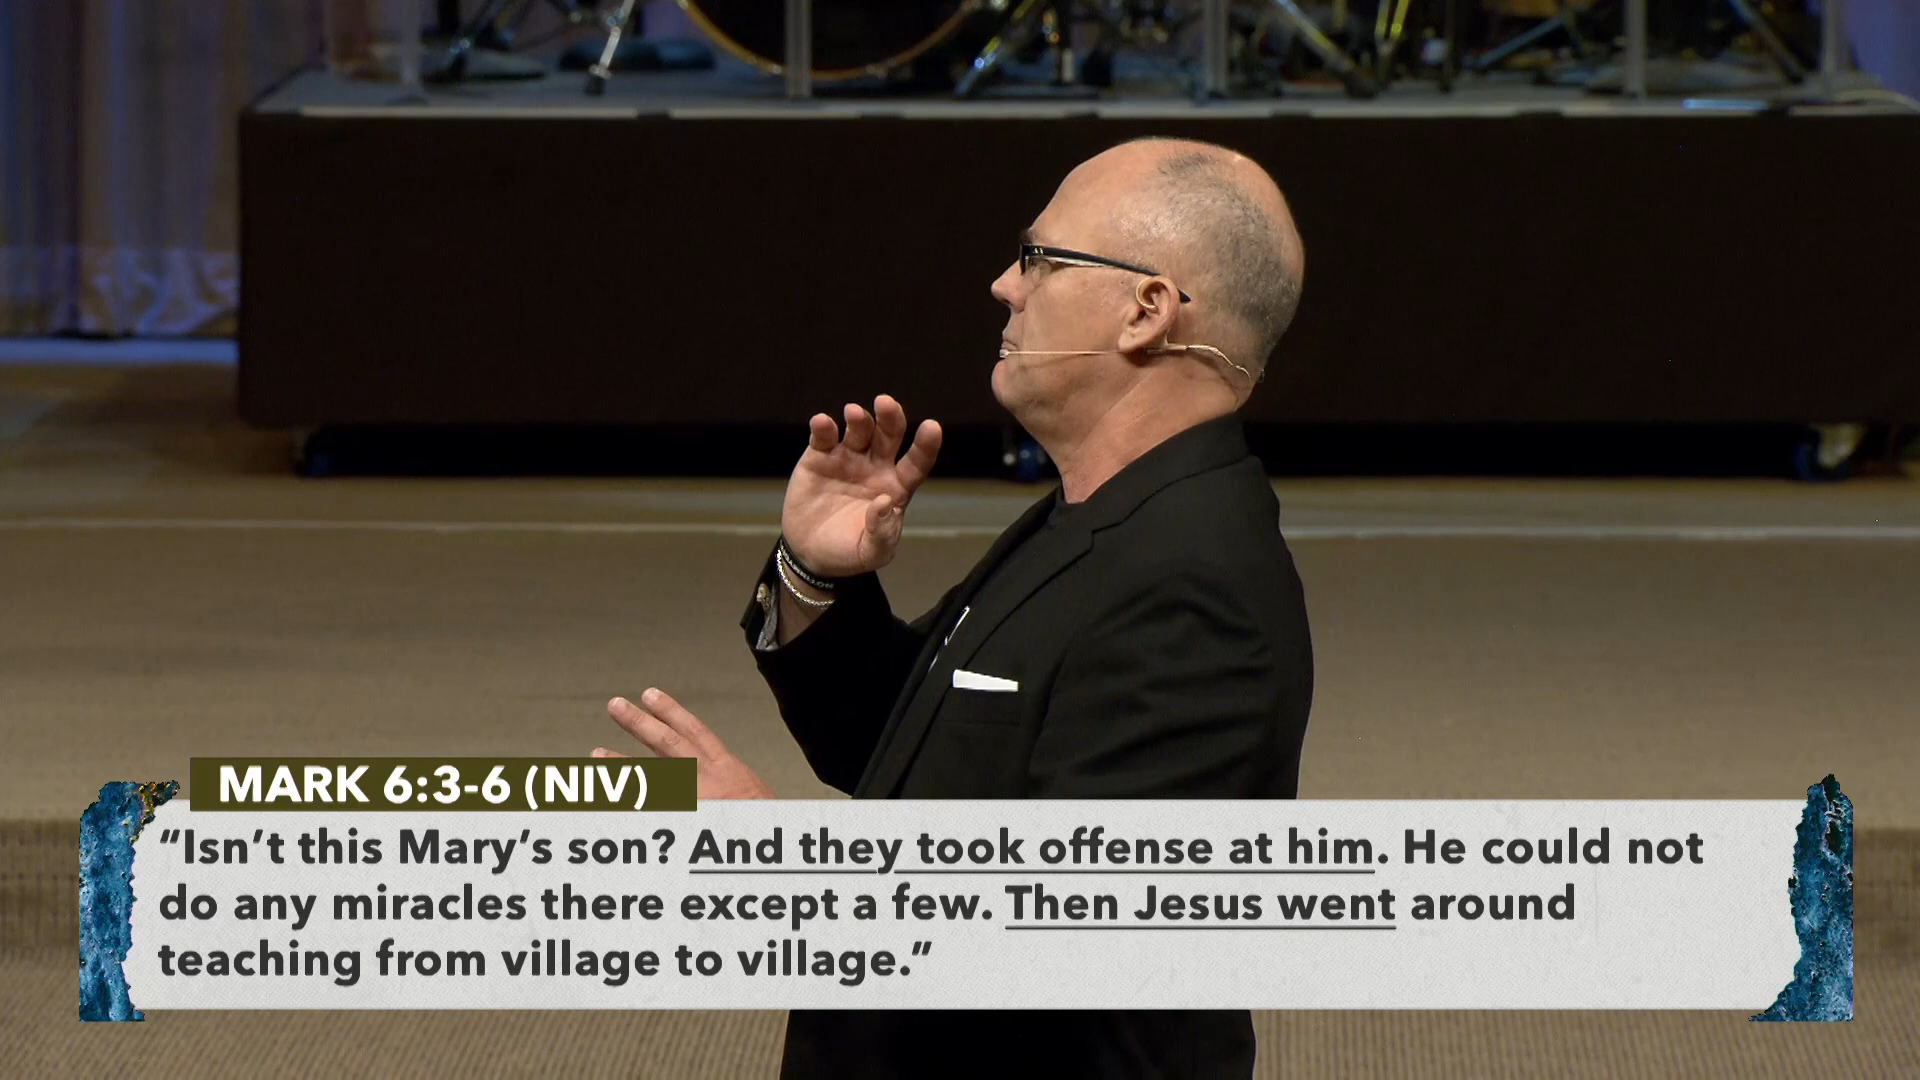 MARK 6:3-6 (NIV)
“Isn’t this Mary’s son? And they took offense at him. He could not
do any miracles there except a few. Then Jesus went around
teaching from village to village.”